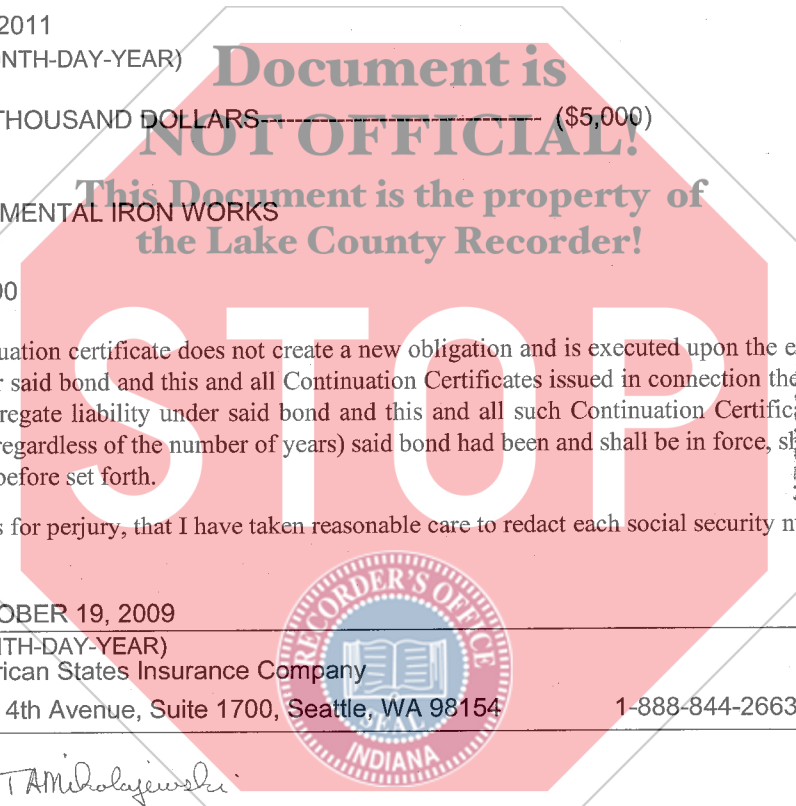 2011
NTH-DAY-YEAR)
Document is
THOUSAND DOLLARS--------------------------------- ($5,000)
NOT OFFICIAL!
This Document is the property of
MENTAL IRON WORKS
the Lake County Recorder!
00
STOP
uation certificate does not create a new obligation and is executed upon the e
r said bond and this and all Continuation Certificates issued in connection the
regate liability under said bond and this and all such Continuation Certific
regardless of the number of years) said bond had been and shall be in force, s
before set forth.
s for perjury, that I have taken reasonable care to redact each social security n
OBER 19, 2009
NTH-DAY-YEAR)
rican States Insurance Company
4th Avenue, Suite 1700, Seattle, WA 98154 1-888-844-2663
RECORDER'S OFFICE
SEAL
INDIANA
TAMikolajewski